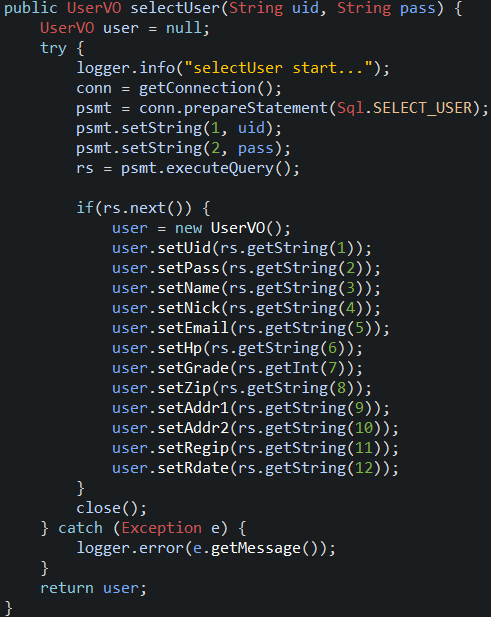 public UserVO selectUser(String uid, String pass) {
    UserVO user = null;
    try {
        logger.info("selectUser start...");
        conn = getConnection();
        psmt = conn.prepareStatement(Sql.SELECT_USER);
        psmt.setString(1, uid);
        psmt.setString(2, pass);
        rs = psmt.executeQuery();

        if(rs.next()) {
            user = new UserVO();
            user.setUid(rs.getString(1));
            user.setPass(rs.getString(2));
            user.setName(rs.getString(3));
            user.setNick(rs.getString(4));
            user.setEmail(rs.getString(5));
            user.setHp(rs.getString(6));
            user.setGrade(rs.getInt(7));
            user.setZip(rs.getString(8));
            user.setAddr1(rs.getString(9));
            user.setAddr2(rs.getString(10));
            user.setRegip(rs.getString(11));
            user.setRdate(rs.getString(12));
        }
        close();
    } catch (Exception e) {
        logger.error(e.getMessage());
    }
    return user;
}